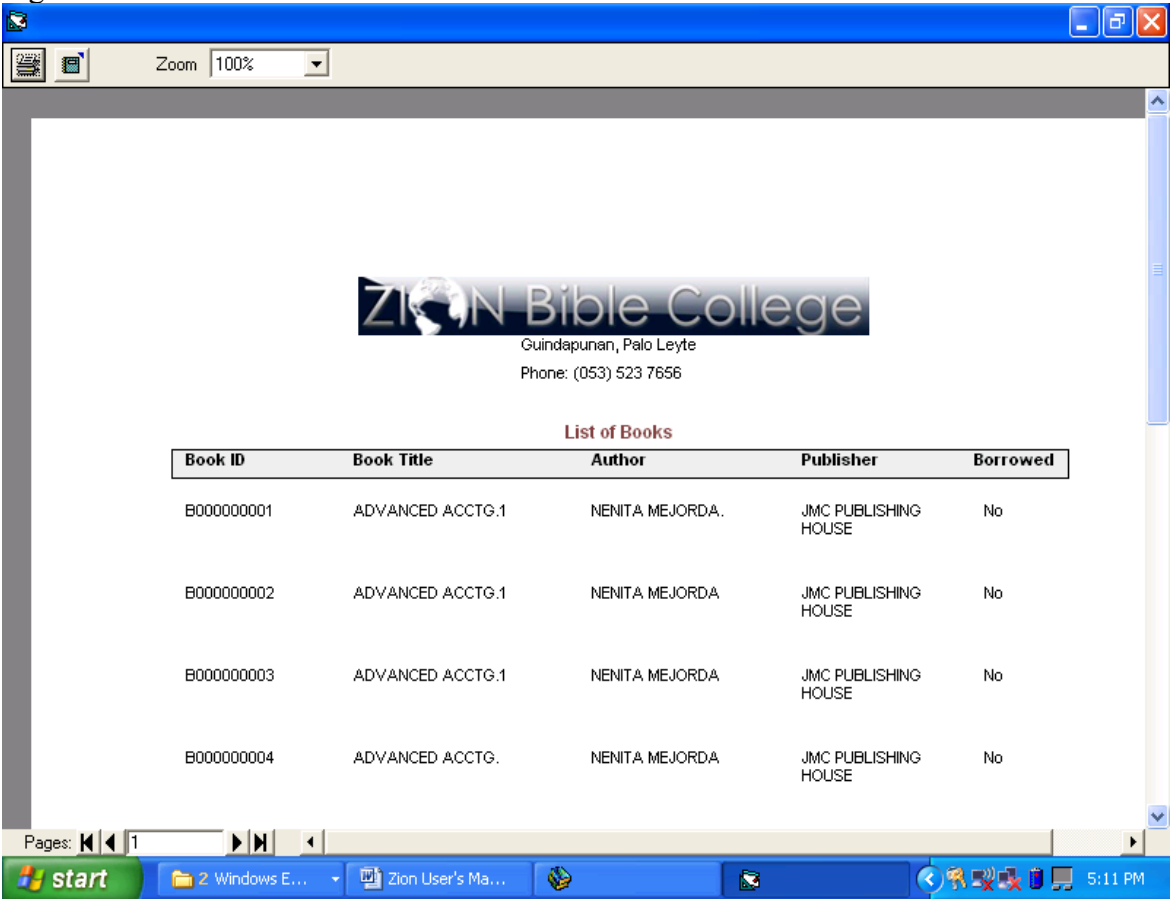 Zoom 100%
ZION Bible College
Guindapunan, Palo Leyte
Phone: (053) 523 7656
List of Books
Book ID Book Title Author Publisher Borrowed
B000000001 ADVANCED ACCTG.1 NENITA MEJORDA. JMC PUBLISHING No
HOUSE
B000000002 ADVANCED ACCTG.1 NENITA MEJORDA JMC PUBLISHING No
HOUSE
B000000003 ADVANCED ACCTG.1 NENITA MEJORDA JMC PUBLISHING No
HOUSE
B000000004 ADVANCED ACCTG. NENITA MEJORDA JMC PUBLISHING No
HOUSE
Pages: 1
start 2 Windows E... Zion User's Ma... 5:11 PM